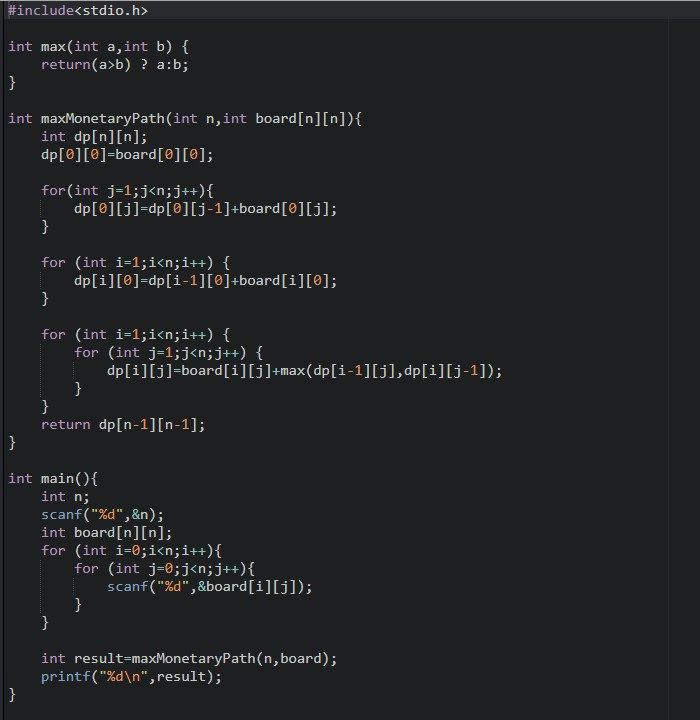 #include<stdio.h>
int max(int a,int b) {
return(a>b) ? a:b;
}
int maxMonetaryPath(int n,int board[n][n]){
int dp[n][n];
dp[0][0]=board[0][0];
for(int j=1;j<n;j++){
dp[0][j]=dp[0][j-1]+board[0][j];
}
for (int i=1;i<n;i++) {
dp[i][0]=dp[i-1][0]+board[i][0];
}
for (int i=1;i<n;i++) {
for (int j=1;j<n;j++) {
dp[i][j]=board[i][j]+max(dp[i-1][j],dp[i][j-1]);
}
}
return dp[n-1][n-1];
}
int main(){
int n;
scanf("%d",&n);
int board[n][n];
for (int i=0;i<n;i++){
for (int j=0;j<n;j++){
scanf("%d",&board[i][j]);
}
}
int result=maxMonetaryPath(n,board);
printf("%d\n",result);
}